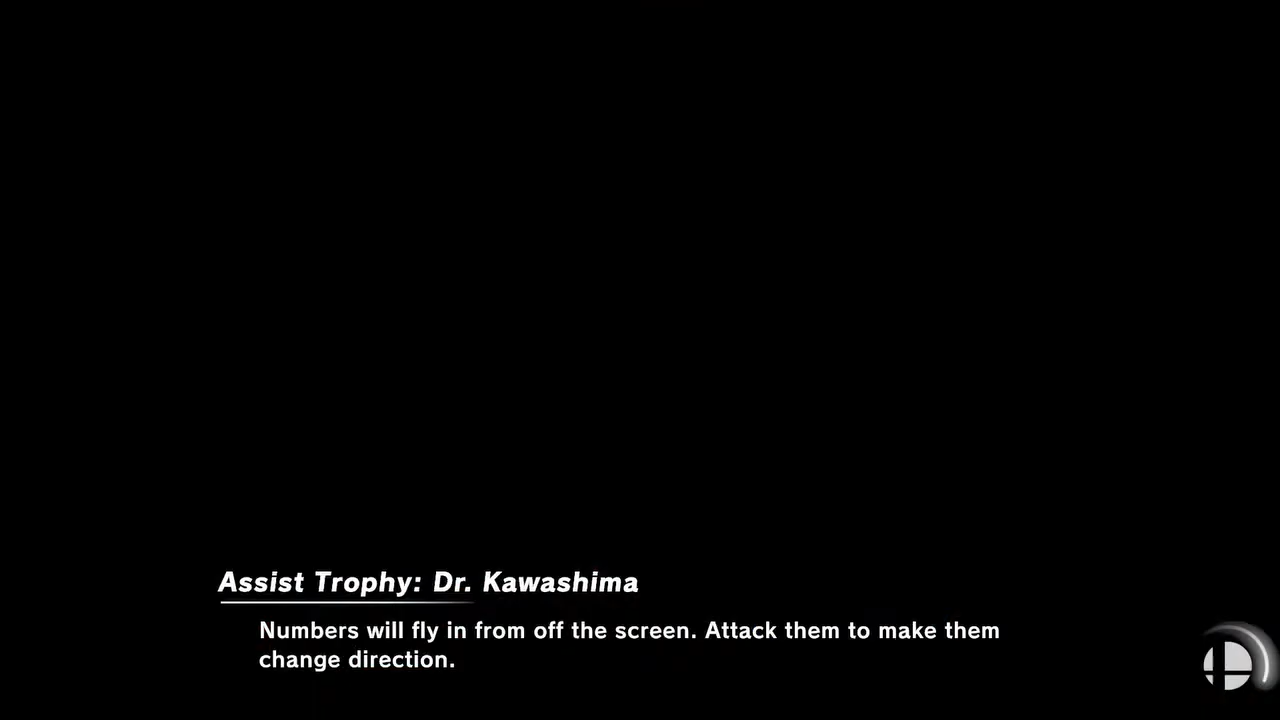 Assist Trophy: Dr. Kawashima
Numbers will fly in from off the screen. Attack them to make them
change direction.